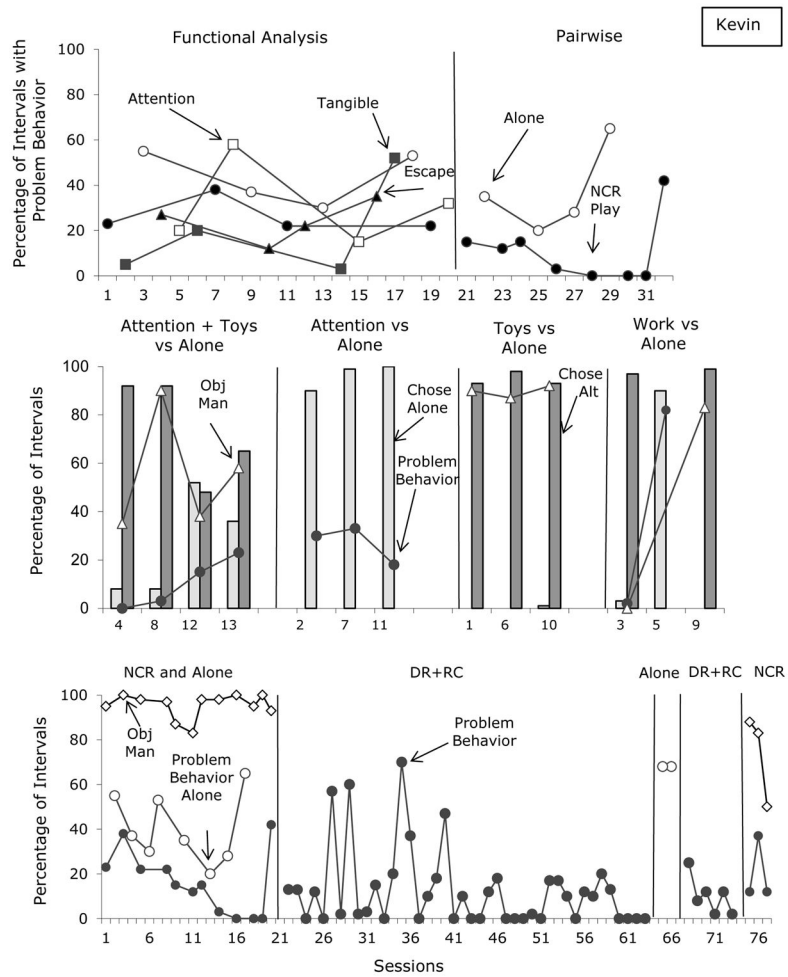 Kevin
Functional Analysis
Pairwise
Percentage of Intervals with
Problem Behavior
100
80
60
40
20
0
Attention
Tangible
Escape
Alone
NCR
Play
1 3 5 7 9 11 13 15 17 19 21 23 25 27 29 31
Attention + Toys
vs Alone
Attention vs
Alone
Toys vs
Alone
Work vs
Alone
Percentage of Intervals
100
80
60
40
20
0
Obj
Man
Chose
Alone
Problem
Behavior
Chose
Alt
4 8 12 13 2 7 11 1 6 10 3 5 9
NCR and Alone
DR+RC
Alone
DR+RC
NCR
Percentage of Intervals
100
80
60
40
20
0
Obj
Man
Problem
Behavior
Alone
Problem
Behavior
1 6 11 16 21 26 31 36 41 46 51 56 61 66 71 76
Sessions